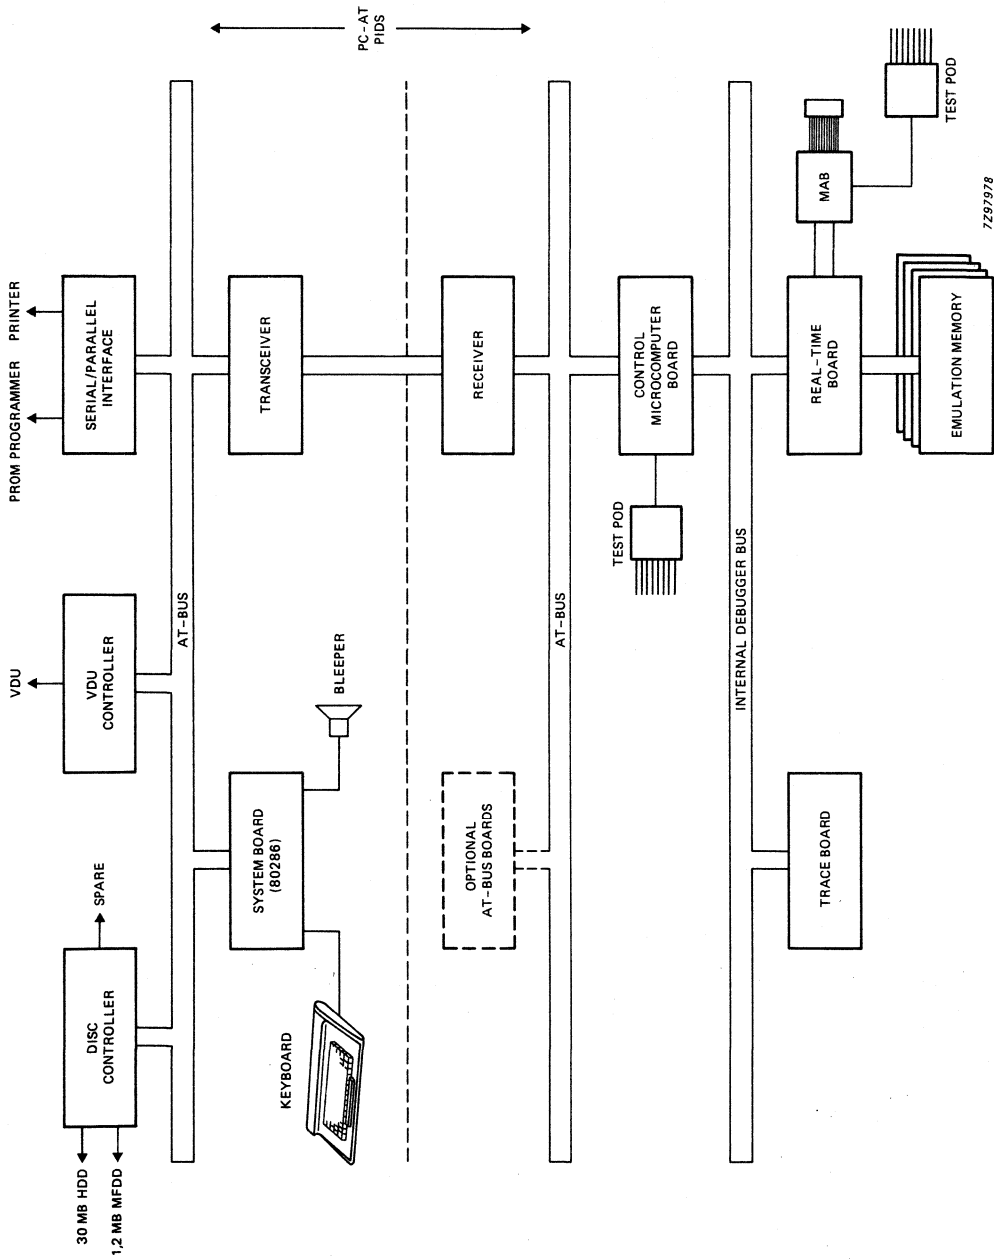 30 MB HDD
1,2 MB MFDD
DISC
CONTROLLER
SPARE
VDU
VDU
CONTROLLER
PROM PROGRAMMER
PRINTER
SERIAL/PARALLEL
INTERFACE
AT-BUS
KEYBOARD
SYSTEM BOARD
(80286)
BLEEPER
TRANSCEIVER
PC-AT
PIDS
OPTIONAL
AT-BUS BOARDS
RECEIVER
AT-BUS
TEST POD
CONTROL
MICROCOMPUTER
BOARD
INTERNAL DEBUGGER BUS
TRACE BOARD
REAL-TIME
BOARD
MAB
TEST POD
EMULATION MEMORY
7Z97978